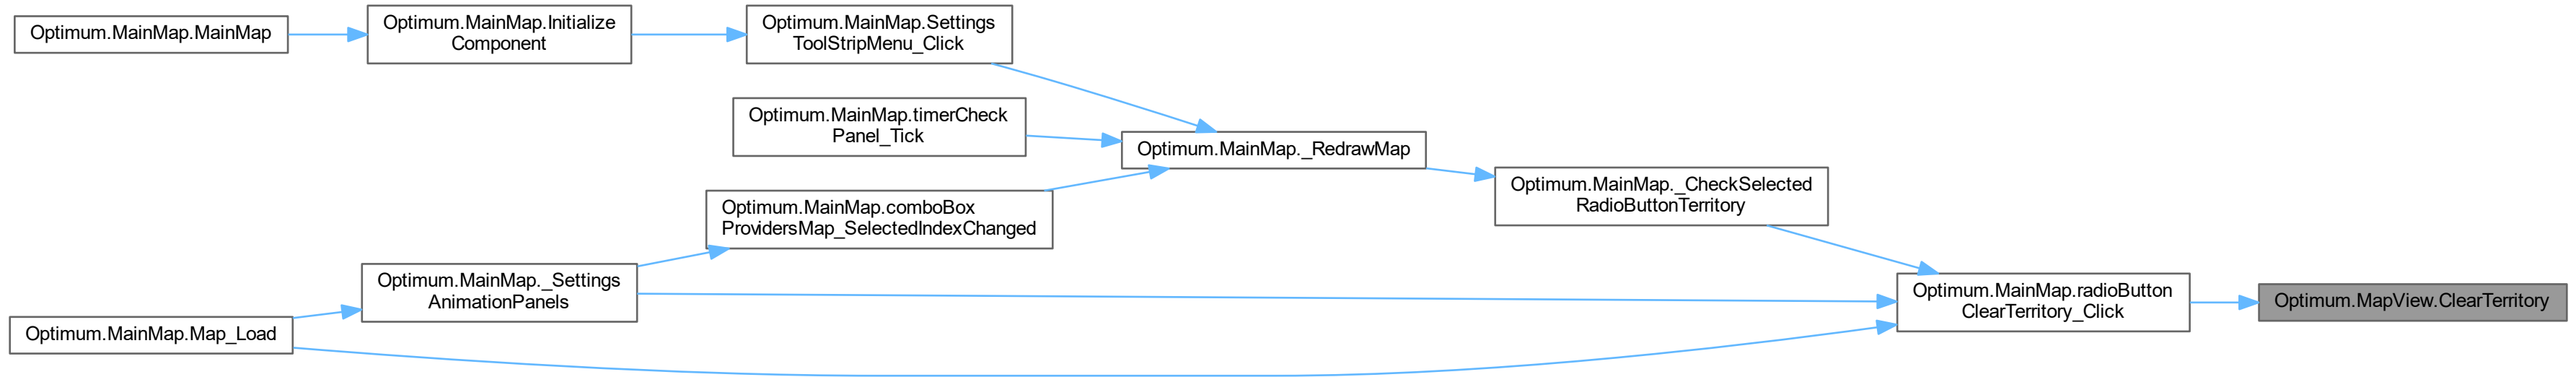 Optimum.MainMap.MainMap
Optimum.MainMap.Initialize
Component
Optimum.MainMap.Settings
ToolStripMenu_Click
Optimum.MainMap.timerCheck
Panel_Tick
Optimum.MainMap._RedrawMap
Optimum.MainMap._CheckSelected
RadioButtonTerritory
Optimum.MainMap.comboBox
ProvidersMap_SelectedIndexChanged
Optimum.MainMap._Settings
AnimationPanels
Optimum.MainMap.radioButton
ClearTerritory_Click
Optimum.MapView.ClearTerritory
Optimum.MainMap.Map_Load